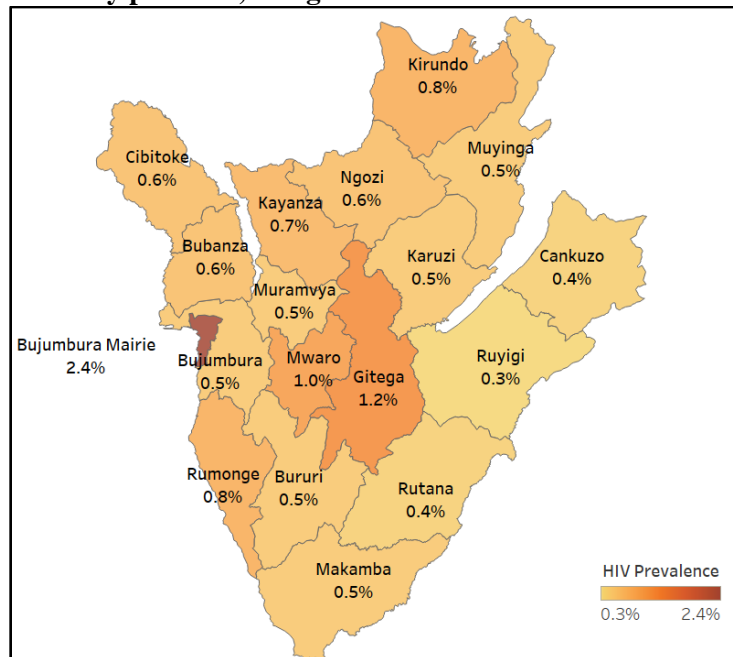 Kirundo
0.8%
Cibitoke
0.6%
Ngozi
0.6%
Muyinga
0.5%
Kayanza
0.7%
Bubanza
0.6%
Karuzi
0.5%
Cankuzo
0.4%
Muramvya
0.5%
Bujumbura Mairie
2.4%
Bujumbura
0.5%
Mwaro
1.0%
Gitega
1.2%
Ruyigi
0.3%
Rumonge
0.8%
Bururi
0.5%
Rutana
0.4%
Makamba
0.5%
HIV Prevalence
0.3% 2.4%